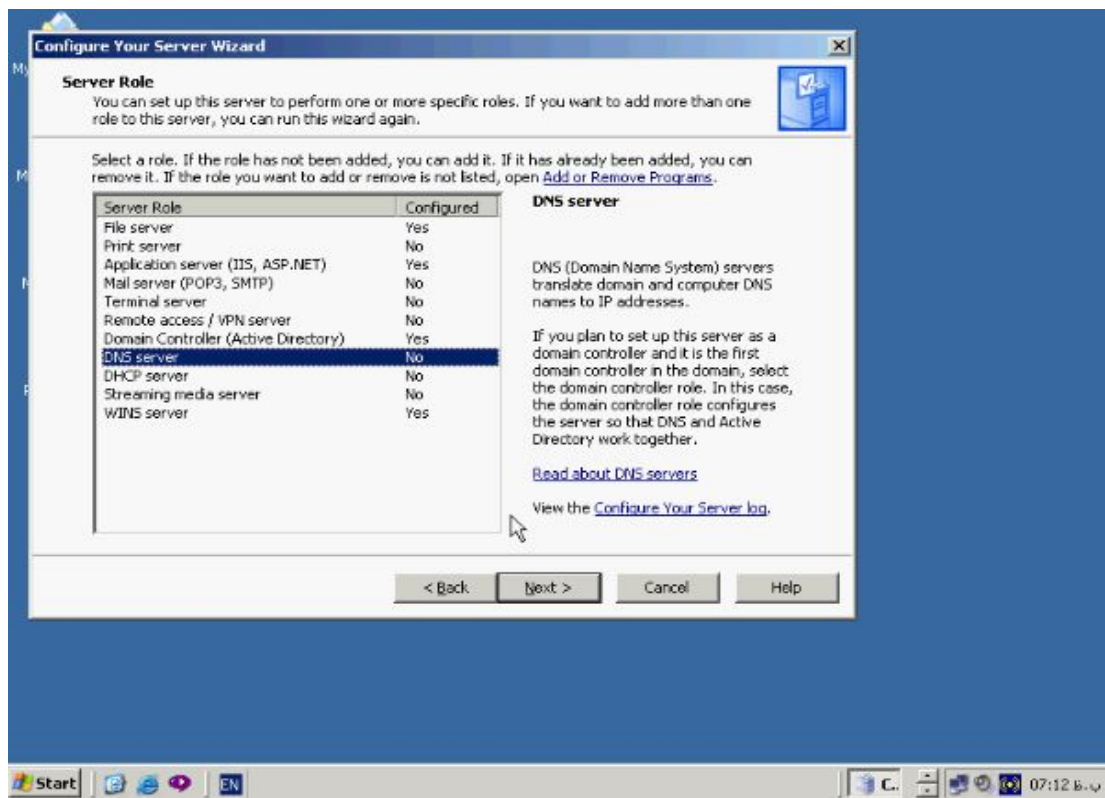 Configure Your Server Wizard
My
Server Role
You can set up this server to perform one or more specific roles. If you want to add more than one
role to this server, you can run this wizard again.
Select a role. If the role has not been added, you can add it. If it has already been added, you can
remove it. If the role you want to add or remove is not listed, open Add or Remove Programs.
Server Role Configured
File server Yes
Print server No
Application server (IIS, ASP.NET) Yes
Mail server (POP3, SMTP) No
Terminal server No
Remote access / VPN server No
Domain Controller (Active Directory) Yes
DNS server No
DHCP server No
Streaming media server No
WINS server Yes
DNS server
DNS (Domain Name System) servers
translate domain and computer DNS
names to IP addresses.
If you plan to set up this server as a
domain controller and it is the first
domain controller in the domain, select
the domain controller role. In this case,
the domain controller role configures
the server so that DNS and Active
Directory work together.
Read about DNS servers
View the Configure Your Server log.
< Back Next > Cancel Help
Start EN C. 07:12 ب.ظ